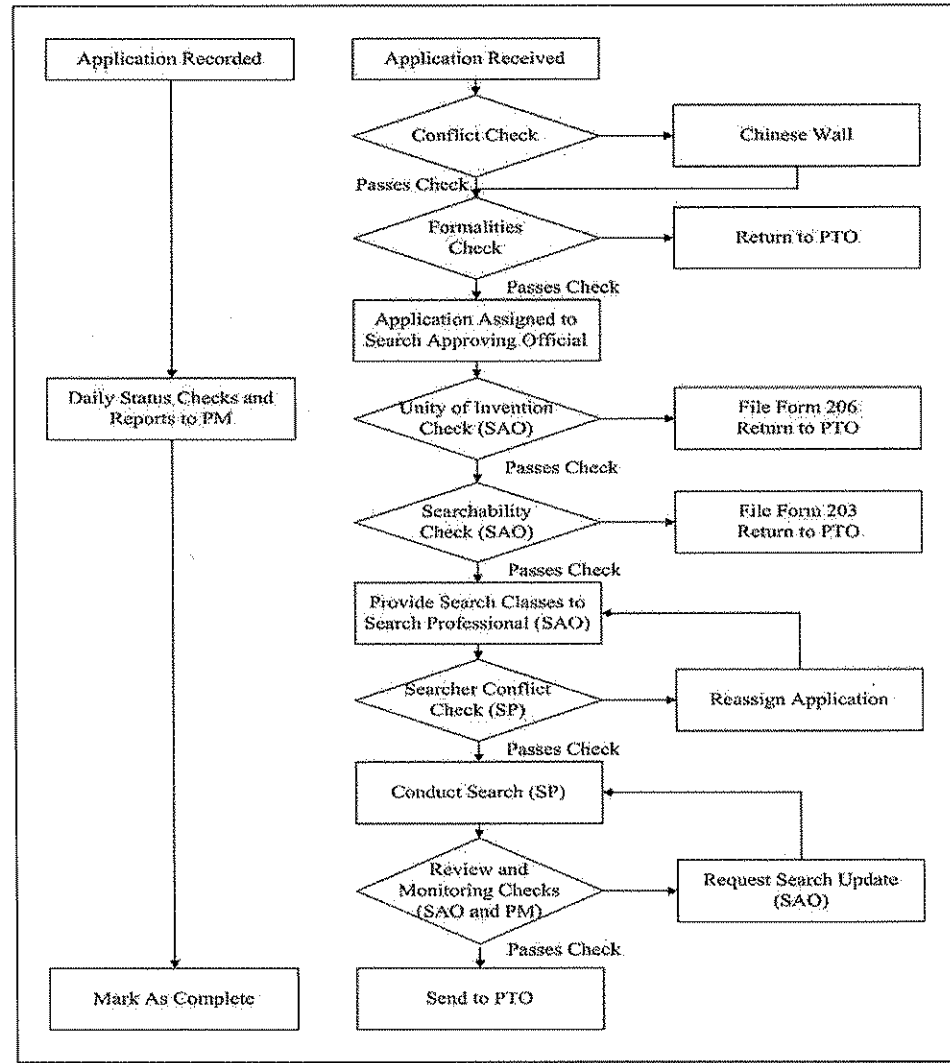 Application Recorded
Application Received
Conflict Check
Chinese Wall
Passes Check
Formalities
Check
Return to PTO
Passes Check
Application Assigned to
Search Approving Official
Daily Status Checks and
Reports to PM
Unity of Invention
Check (SAO)
File Form 206
Return to PTO
Passes Check
Searchability
Check (SAO)
File Form 203
Return to PTO
Passes Check
Provide Search Classes to
Search Professional (SAO)
Searcher Conflict
Check (SP)
Reassign Application
Passes Check
Conduct Search (SP)
Review and
Monitoring Checks
(SAO and PM)
Request Search Update
(SAO)
Passes Check
Mark As Complete
Send to PTO